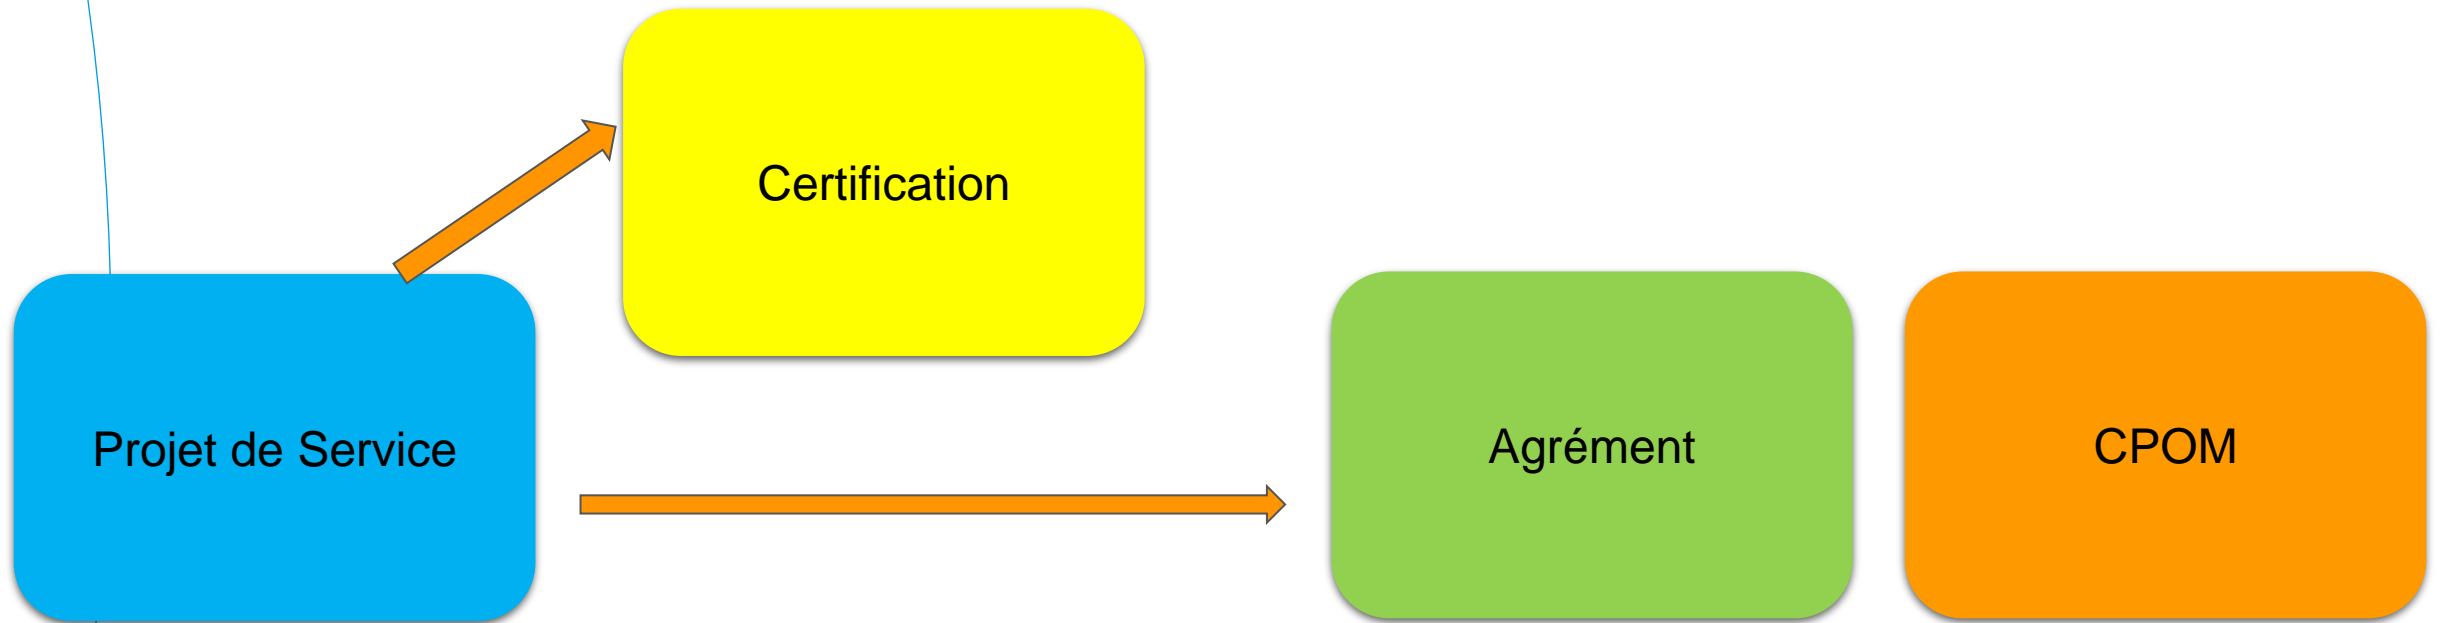 Certification
Projet de Service
Agrément
CPOM